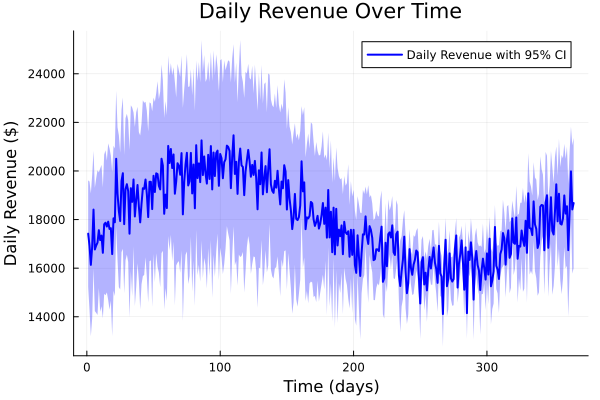 Daily Revenue Over Time
Daily Revenue with 95% CI
Daily Revenue ($)
24000
22000
20000
18000
16000
14000
0
100
200
300
Time (days)